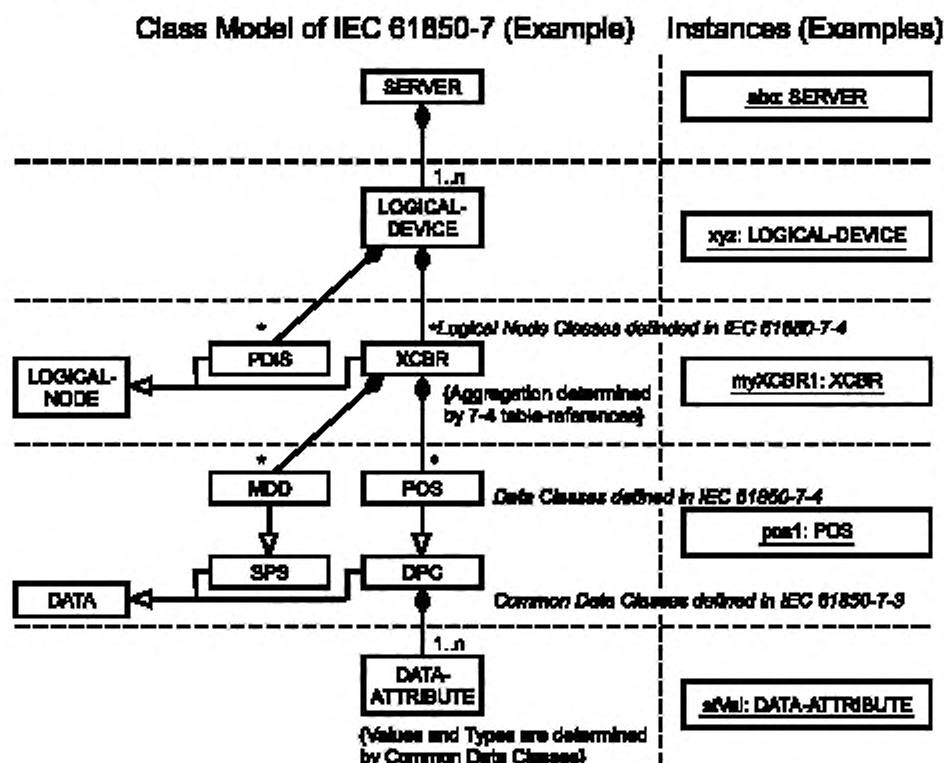 Class Model of IEC 61850-7 (Example)
Instances (Examples)
SERVER
abc: SERVER
1..n
LOGICAL-
DEVICE
xyz: LOGICAL-DEVICE
*
*Logical Node Classes definded in IEC 61850-7-4
PDIS
XCBR
LOGICAL-
NODE
myXCBR1: XCBR
{Aggregation determined
by 7-4 table-references}
*
*
POS
Data Classes defined in IEC 61850-7-4
pos1: POS
SPS
DPC
DATA
Common Data Classes defined in IEC 61850-7-3
1..n
DATA-
ATTRIBUTE
stVal: DATA-ATTRIBUTE
{Values and Types are determined
by Common Data Classes}